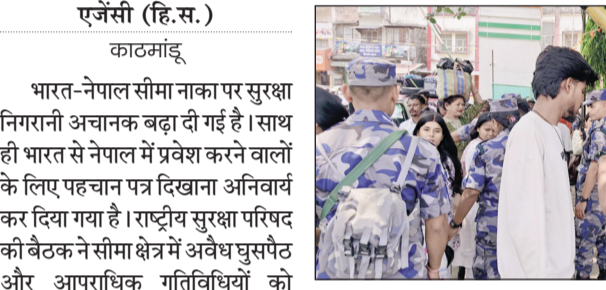 एजेंसी (हि.स.)
काठमांडू
भारत-नेपाल सीमा नाका पर सुरक्षा
निगरानी अचानक बढ़ा दी गई है। साथ
ही भारत से नेपाल में प्रवेश करने वालों
के लिए पहचान पत्र दिखाना अनिवार्य
कर दिया गया है। राष्ट्रीय सुरक्षा परिषद
की बैठक ने सीमा क्षेत्र में अवैध घुसपैठ
और आपराधिक गतिविधियों को